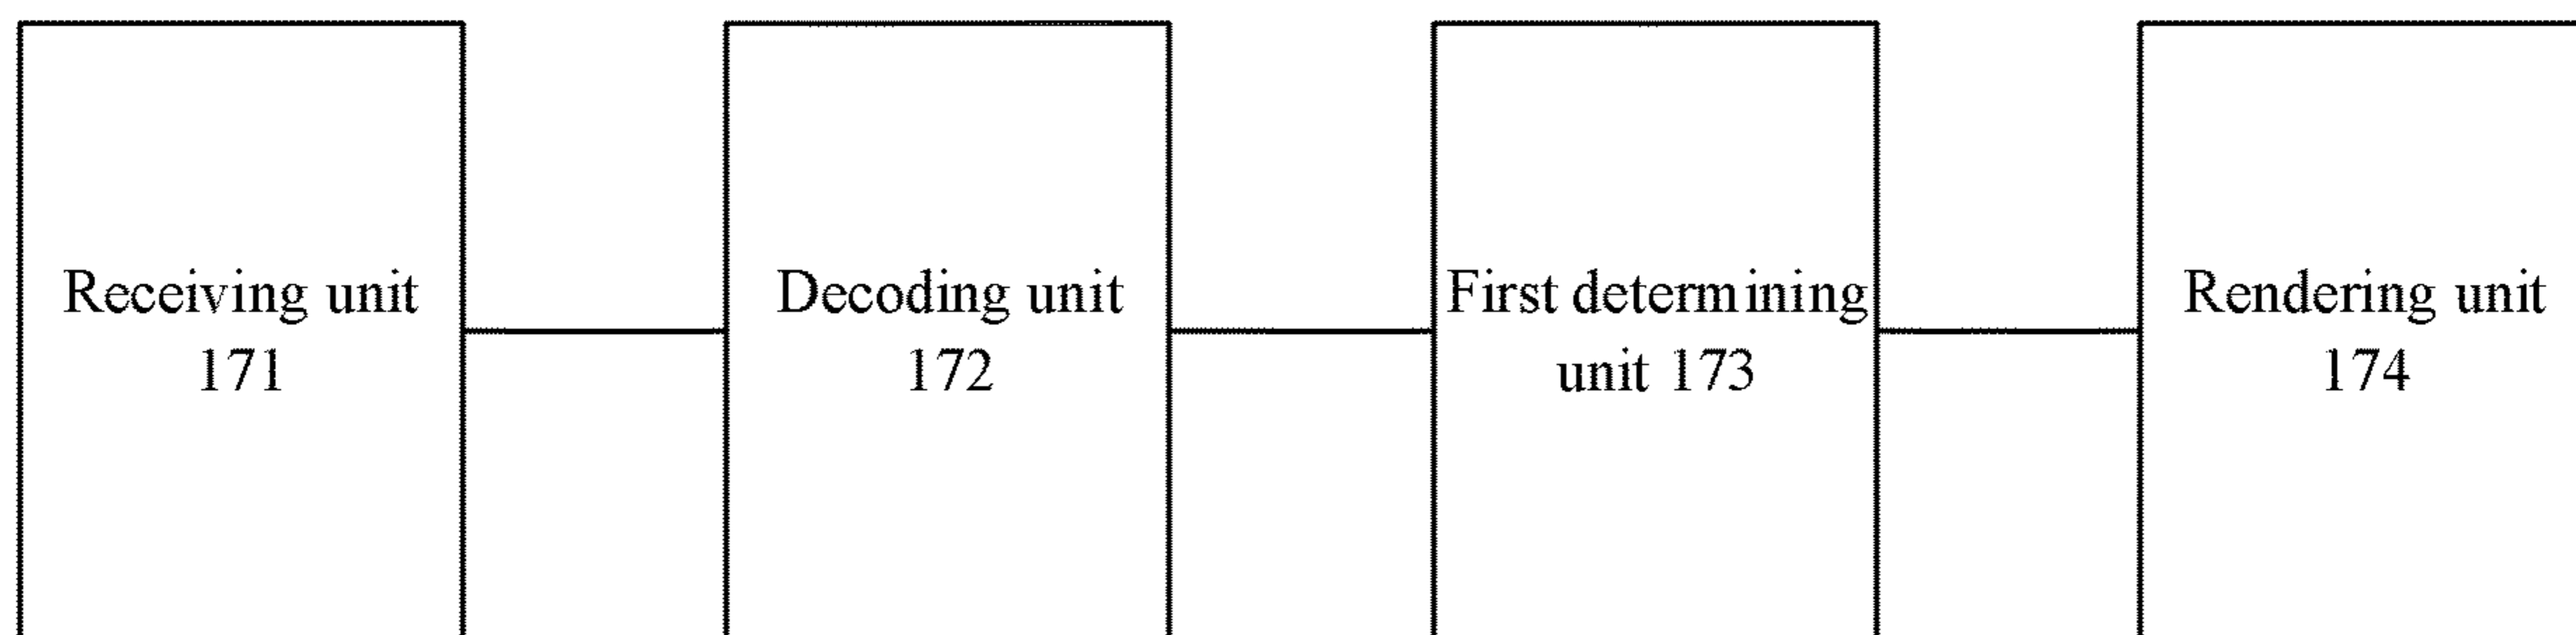 Receiving unit
171
Decoding unit
172
First determining
unit 173
Rendering unit
174